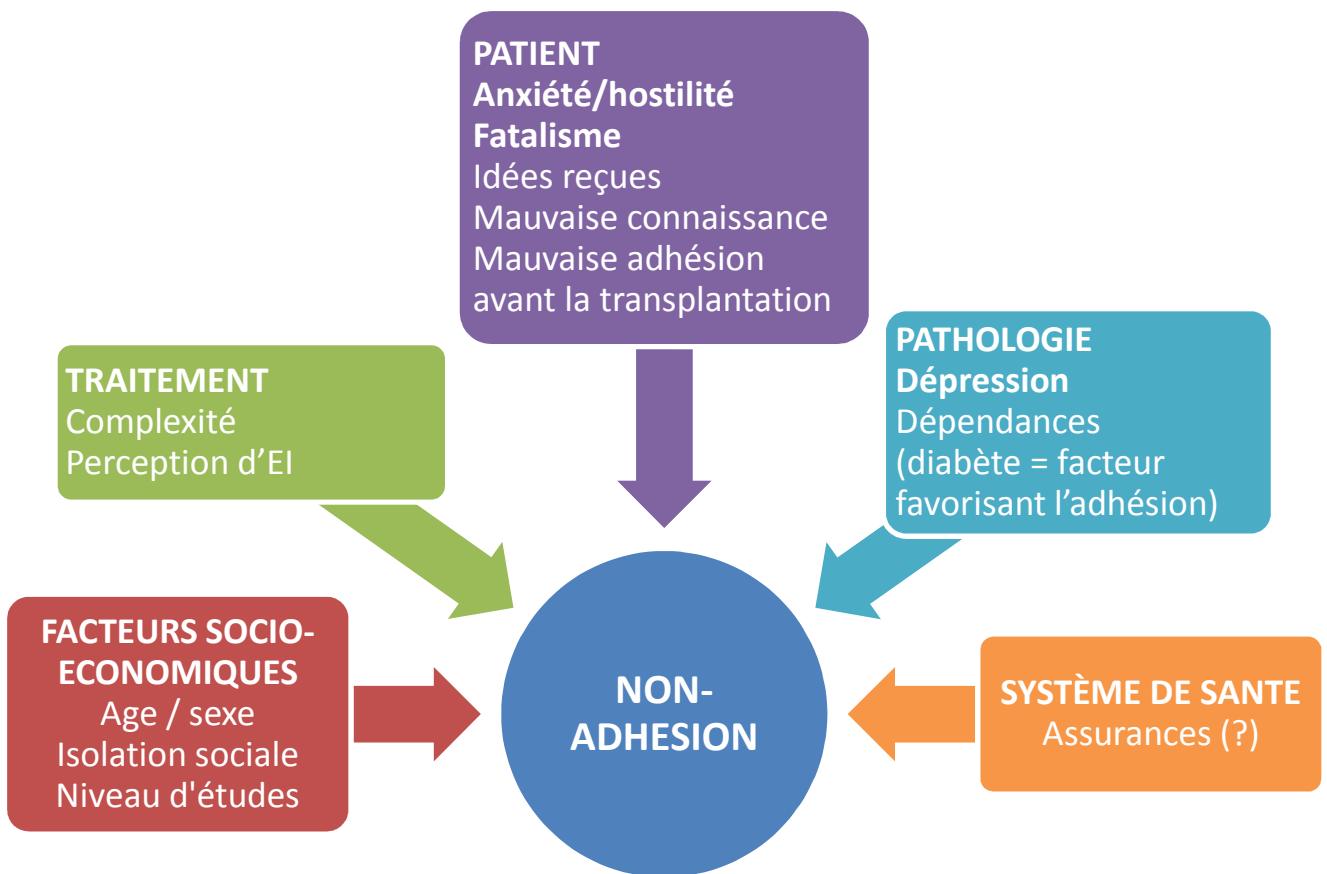 PATIENT
Anxiété/hostilité
Fatalisme
Idées reçues
Mauvaise connaissance
Mauvaise adhésion
avant la transplantation
TRAITEMENT
Complexité
Perception d’EI
PATHOLOGIE
Dépression
Dépendances
(diabète = facteur
favorisant l’adhésion)
FACTEURS SOCIO-
ECONOMIQUES
Age / sexe
Isolation sociale
Niveau d'études
NON-
ADHESION
SYSTÈME DE SANTE
Assurances (?)